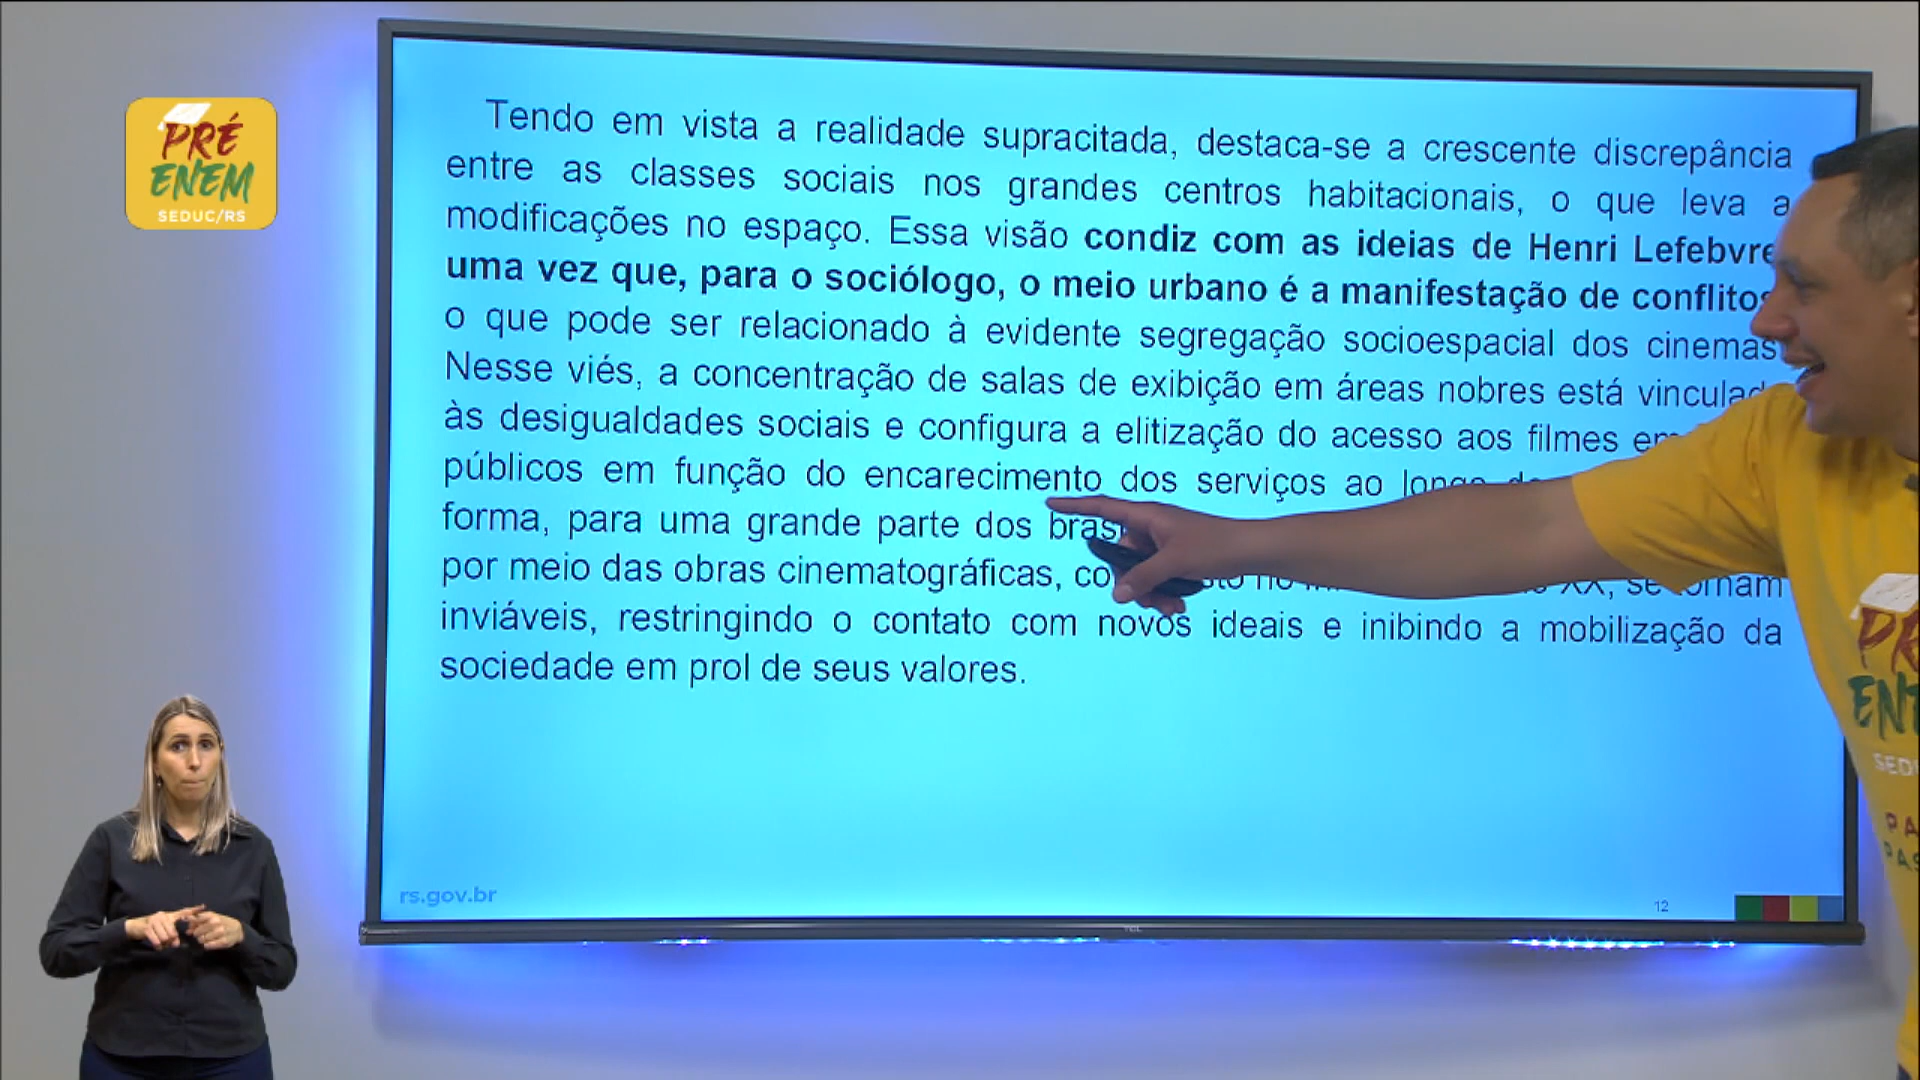 PRÉ
ENEM
SEDUC/RS
Tendo em vista a realidade supracitada, destaca-se a crescente discrepância
entre as classes sociais nos grandes centros habitacionais, o que leva a
modificações no espaço. Essa visão condiz com as ideias de Henri Lefebvre
uma vez que, para o sociólogo, o meio urbano é a manifestação de conflitos
o que pode ser relacionado à evidente segregação socioespacial dos cinemas
Nesse viés, a concentração de salas de exibição em áreas nobres está
às desigualdades sociais e configura a elitização do acesso aos filmes
públicos em função do encarecimento dos serviços ao
forma, para uma grande parte dos
por meio das obras cinematográficas, XX, se tornam
inviáveis, restringindo o contato com novos ideais e inibindo a mobilização da
sociedade em prol de seus valores.
rs.gov.br
12
TCL